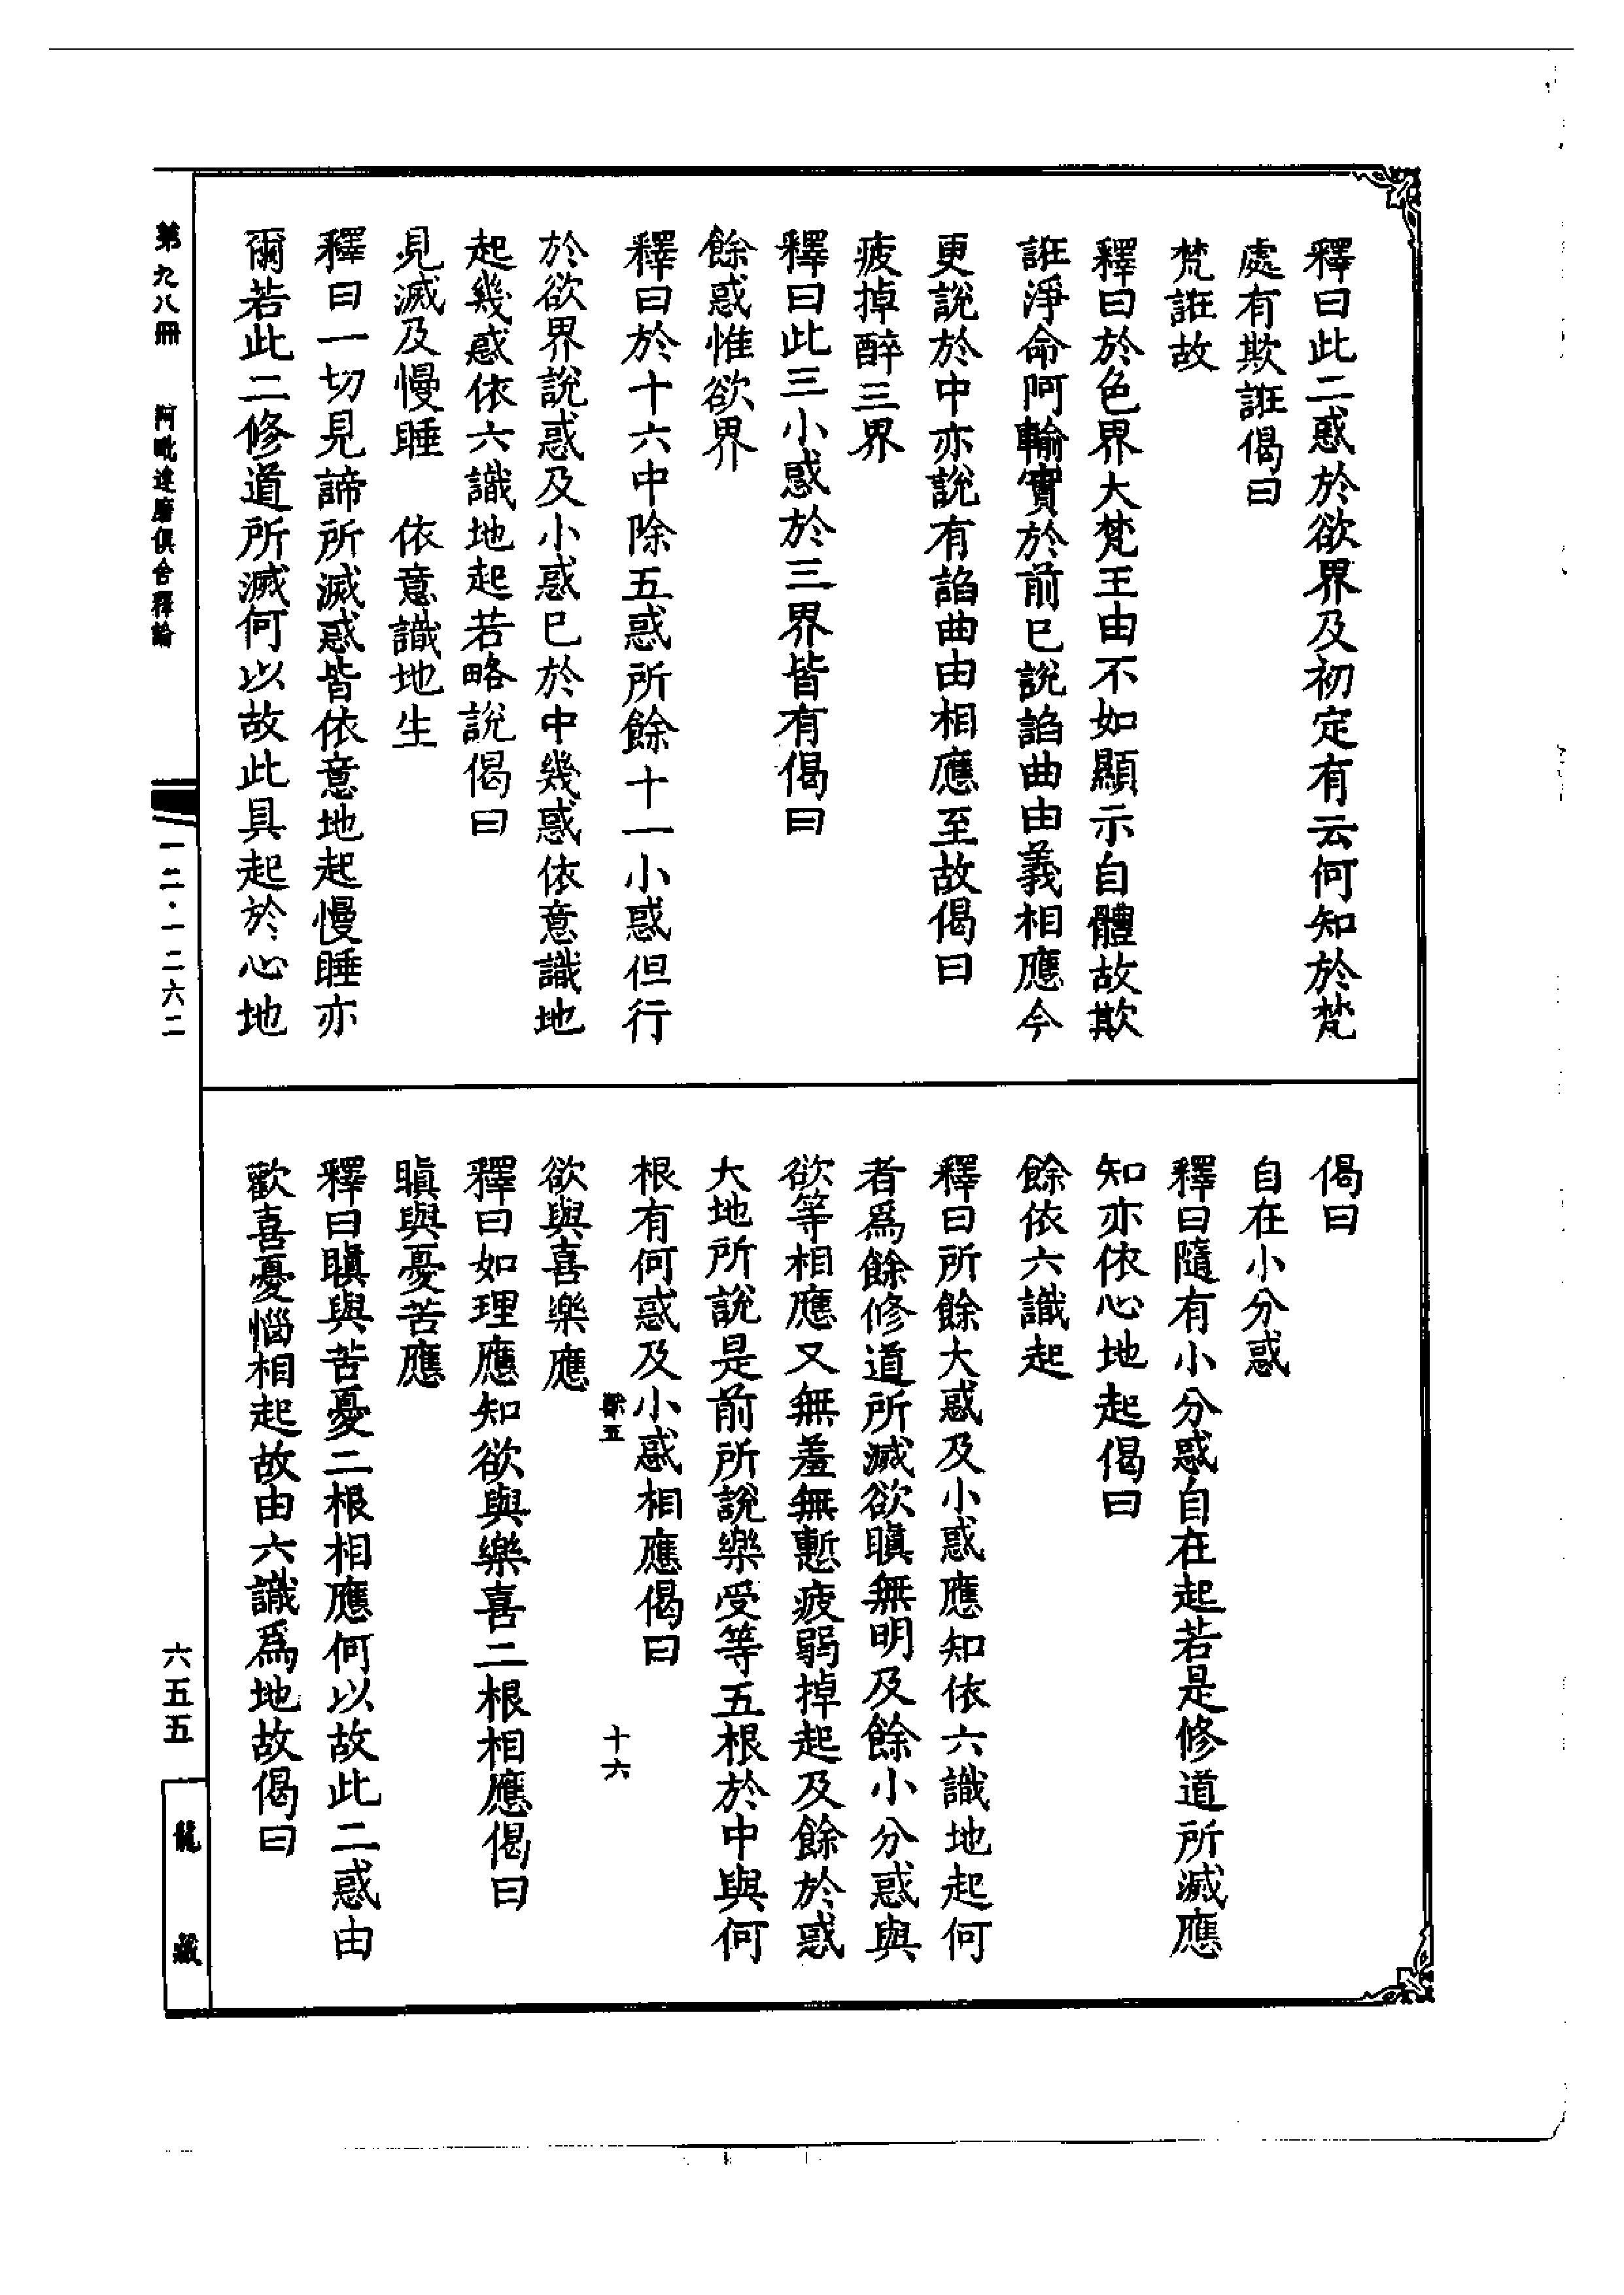 釋曰此二惑於欲界及初定有云何知於梵
處有欺誑偈曰
梵誑故
釋曰於色界大梵王由不如顯示自體故欺
誑淨命阿輸實於前已說諂曲由義相應今
更說於中亦說有諂曲由相應至故偈曰
疲掉醉三界
釋曰此三小惑於三界皆有偈曰
餘惑惟欲界
釋曰於十六中除五惑所餘十一小惑但行
於欲界說惑及小惑已於中幾惑依意識地
起幾惑依六識地起若略說偈曰
見滅及慢睡 依意識地生
釋曰一切見諦所滅惑皆依意地起慢睡亦
爾若此二修道所滅何以故此具起於心地
偈曰
自在小分惑
釋曰隨有小分惑自在起若是修道所滅應
知亦依心地起偈曰
餘依六識起
釋曰所餘大惑及小惑應知依六識地起何
者爲餘修道所滅欲瞋無明及餘小分惑與
欲等相應又無羞無慙疲弱掉起及餘於惑
大地所說是前所說樂受等五根於中與何
根有何惑及小惑相應偈曰
五
十六
欲與喜樂應
釋曰如理應知欲與樂喜二根相應偈曰
瞋與憂苦應
釋曰瞋與苦憂二根相應何以故此二惑由
歡喜憂惱相起故由六識爲地故偈曰
第九八冊 阿毗達磨俱舍釋論
一二·一二六二
六五五
龍藏